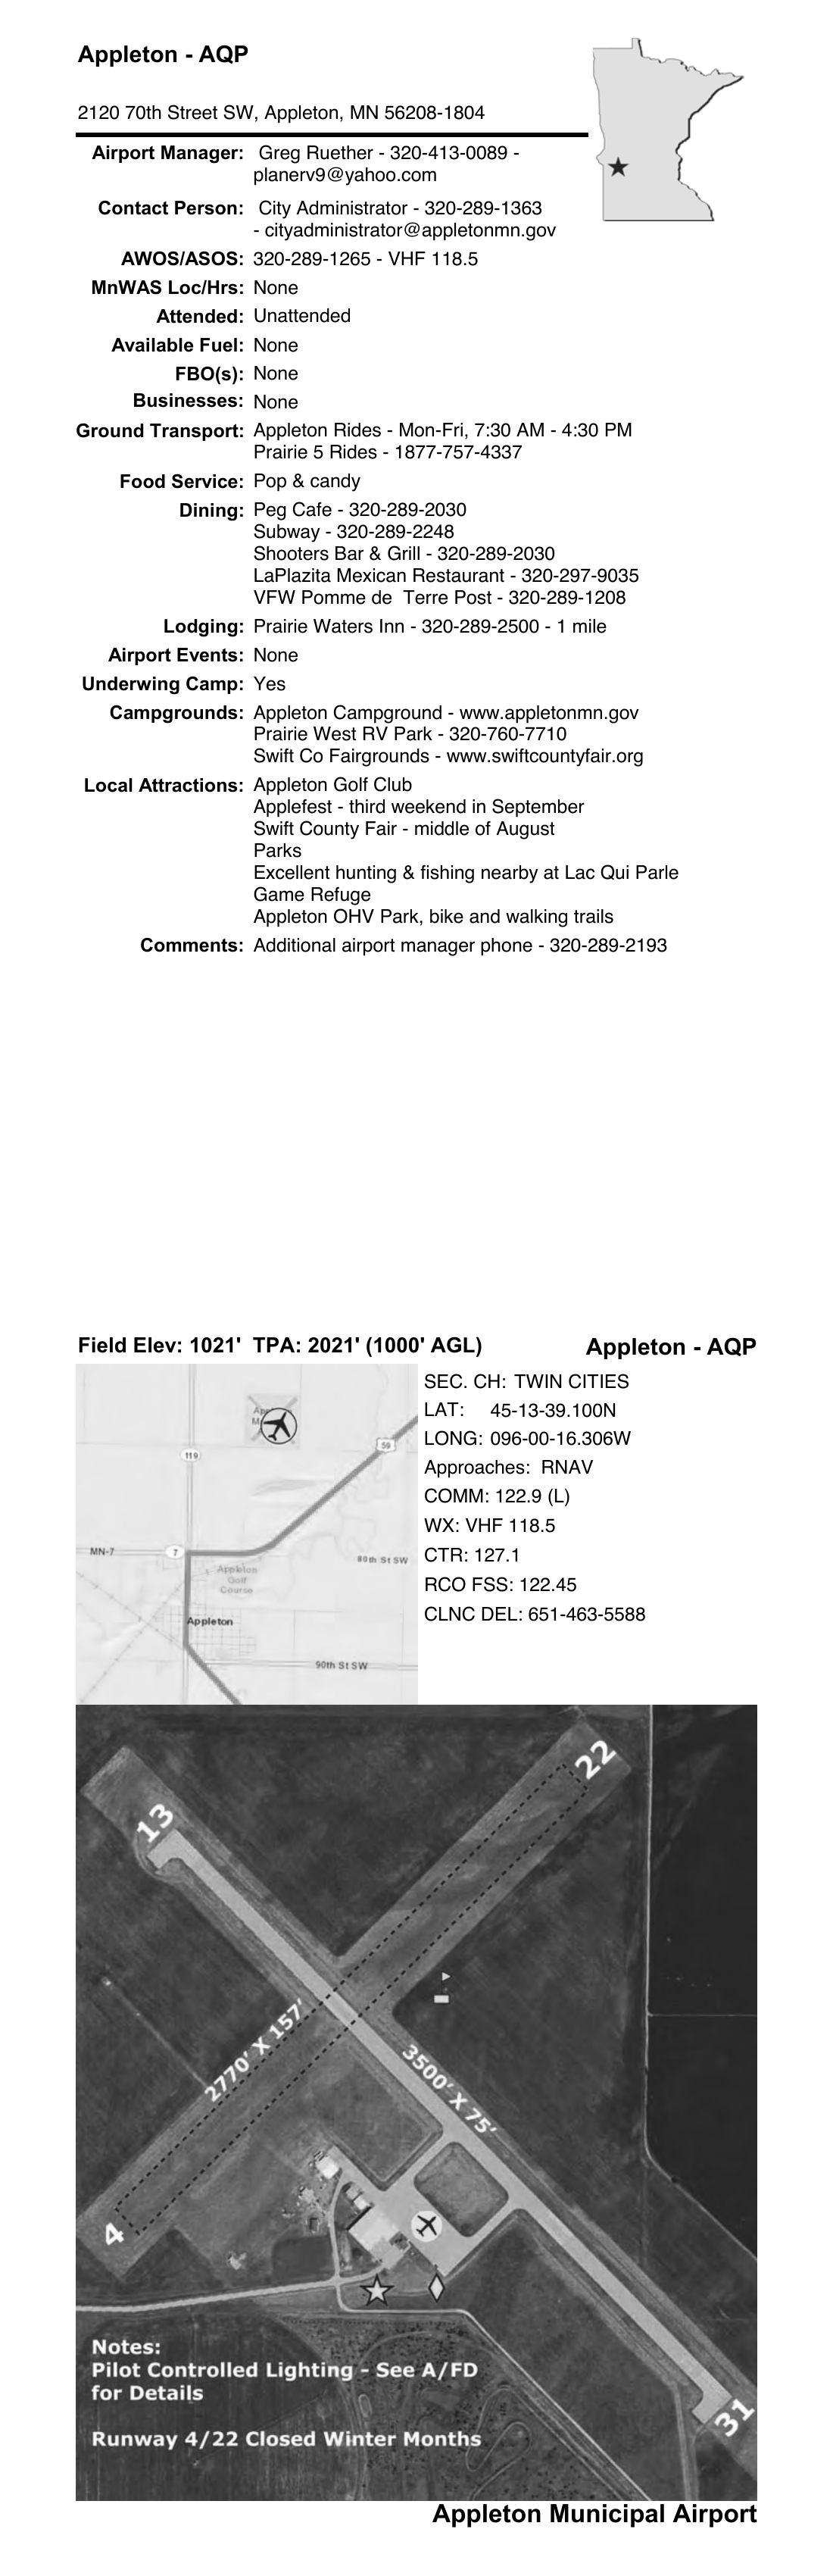 Appleton - AQP
2120 70th Street SW, Appleton, MN 56208-1804
Airport Manager: Greg Ruether - 320-413-0089 -
planerv9@yahoo.com
Contact Person: City Administrator - 320-289-1363
- cityadministrator@appletonmn.gov
AWOS/ASOS: 320-289-1265 - VHF 118.5
MnWAS Loc/Hrs: None
Attended: Unattended
Available Fuel: None
FBO(s): None
Businesses: None
Ground Transport: Appleton Rides - Mon-Fri, 7:30 AM - 4:30 PM
Prairie 5 Rides - 1877-757-4337
Food Service: Pop & candy
Dining: Peg Cafe - 320-289-2030
Subway - 320-289-2248
Shooters Bar & Grill - 320-289-2030
LaPlazita Mexican Restaurant - 320-297-9035
VFW Pomme de Terre Post - 320-289-1208
Lodging: Prairie Waters Inn - 320-289-2500 - 1 mile
Airport Events: None
Underwing Camp: Yes
Campgrounds: Appleton Campground - www.appletonmn.gov
Prairie West RV Park - 320-760-7710
Swift Co Fairgrounds - www.swiftcountyfair.org
Local Attractions: Appleton Golf Club
Applefest - third weekend in September
Swift County Fair - middle of August
Parks
Excellent hunting & fishing nearby at Lac Qui Parle
Game Refuge
Appleton OHV Park, bike and walking trails
Comments: Additional airport manager phone - 320-289-2193
Field Elev: 1021' TPA: 2021' (1000' AGL)
Appleton - AQP
SEC. CH: TWIN CITIES
LAT: 45-13-39.100N
LONG: 096-00-16.306W
Approaches: RNAV
COMM: 122.9 (L)
WX: VHF 118.5
CTR: 127.1
RCO FSS: 122.45
CLNC DEL: 651-463-5588
59
119
MN-7
7
80th St SW
Appleton
Golf
Course
Appleton
90th St SW
22
13
2770' X 157'
3500' X 75'
4
31
Notes:
Pilot Controlled Lighting - See A/FD
for Details
Runway 4/22 Closed Winter Months
Appleton Municipal Airport